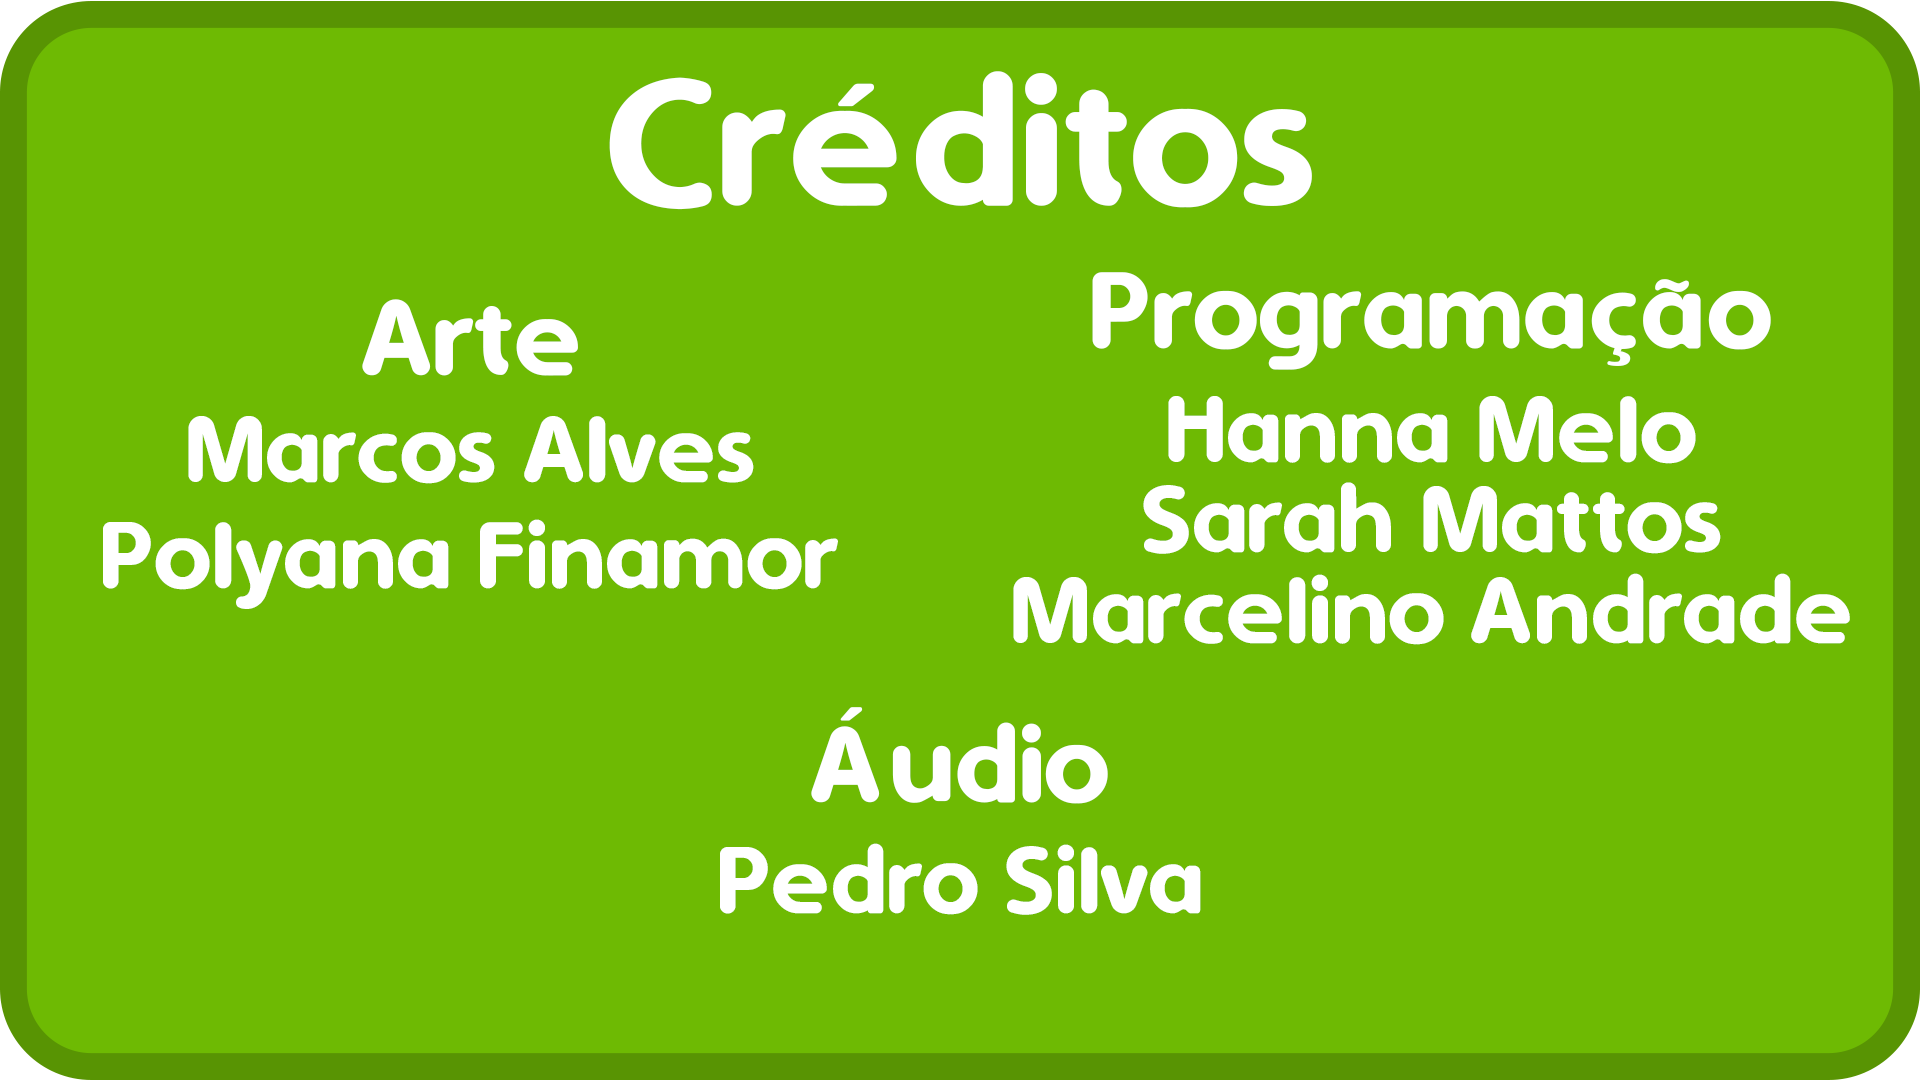 Créditos
Arte
Marcos Alves
Polyana Finamor
Programação
Hanna Melo
Sarah Mattos
Marcelino Andrade
Áudio
Pedro Silva